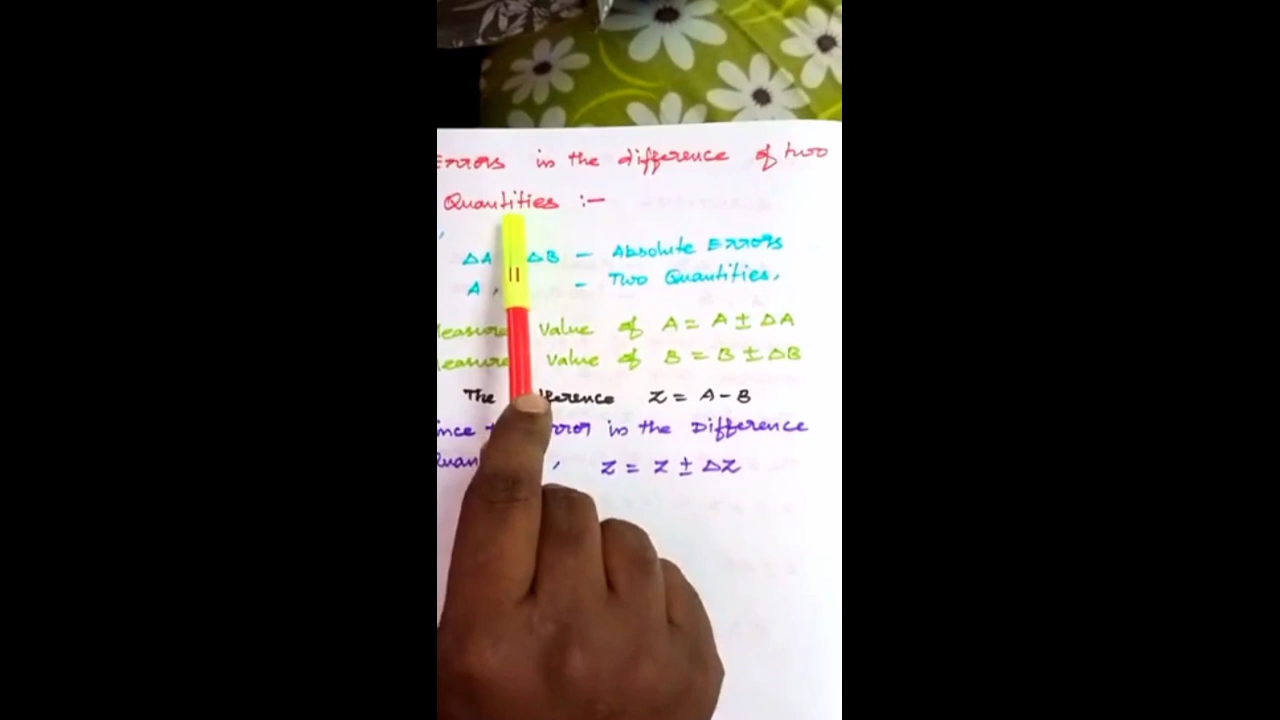 Errors in the difference of two
Quantities :-
ΔA ΔB - Absolute Errors
A, - Two Quantities,
Value of A = A ± ΔA
Value of B = B ± ΔB
The Z = A - B
in the Difference
, Z = Z ± ΔZ